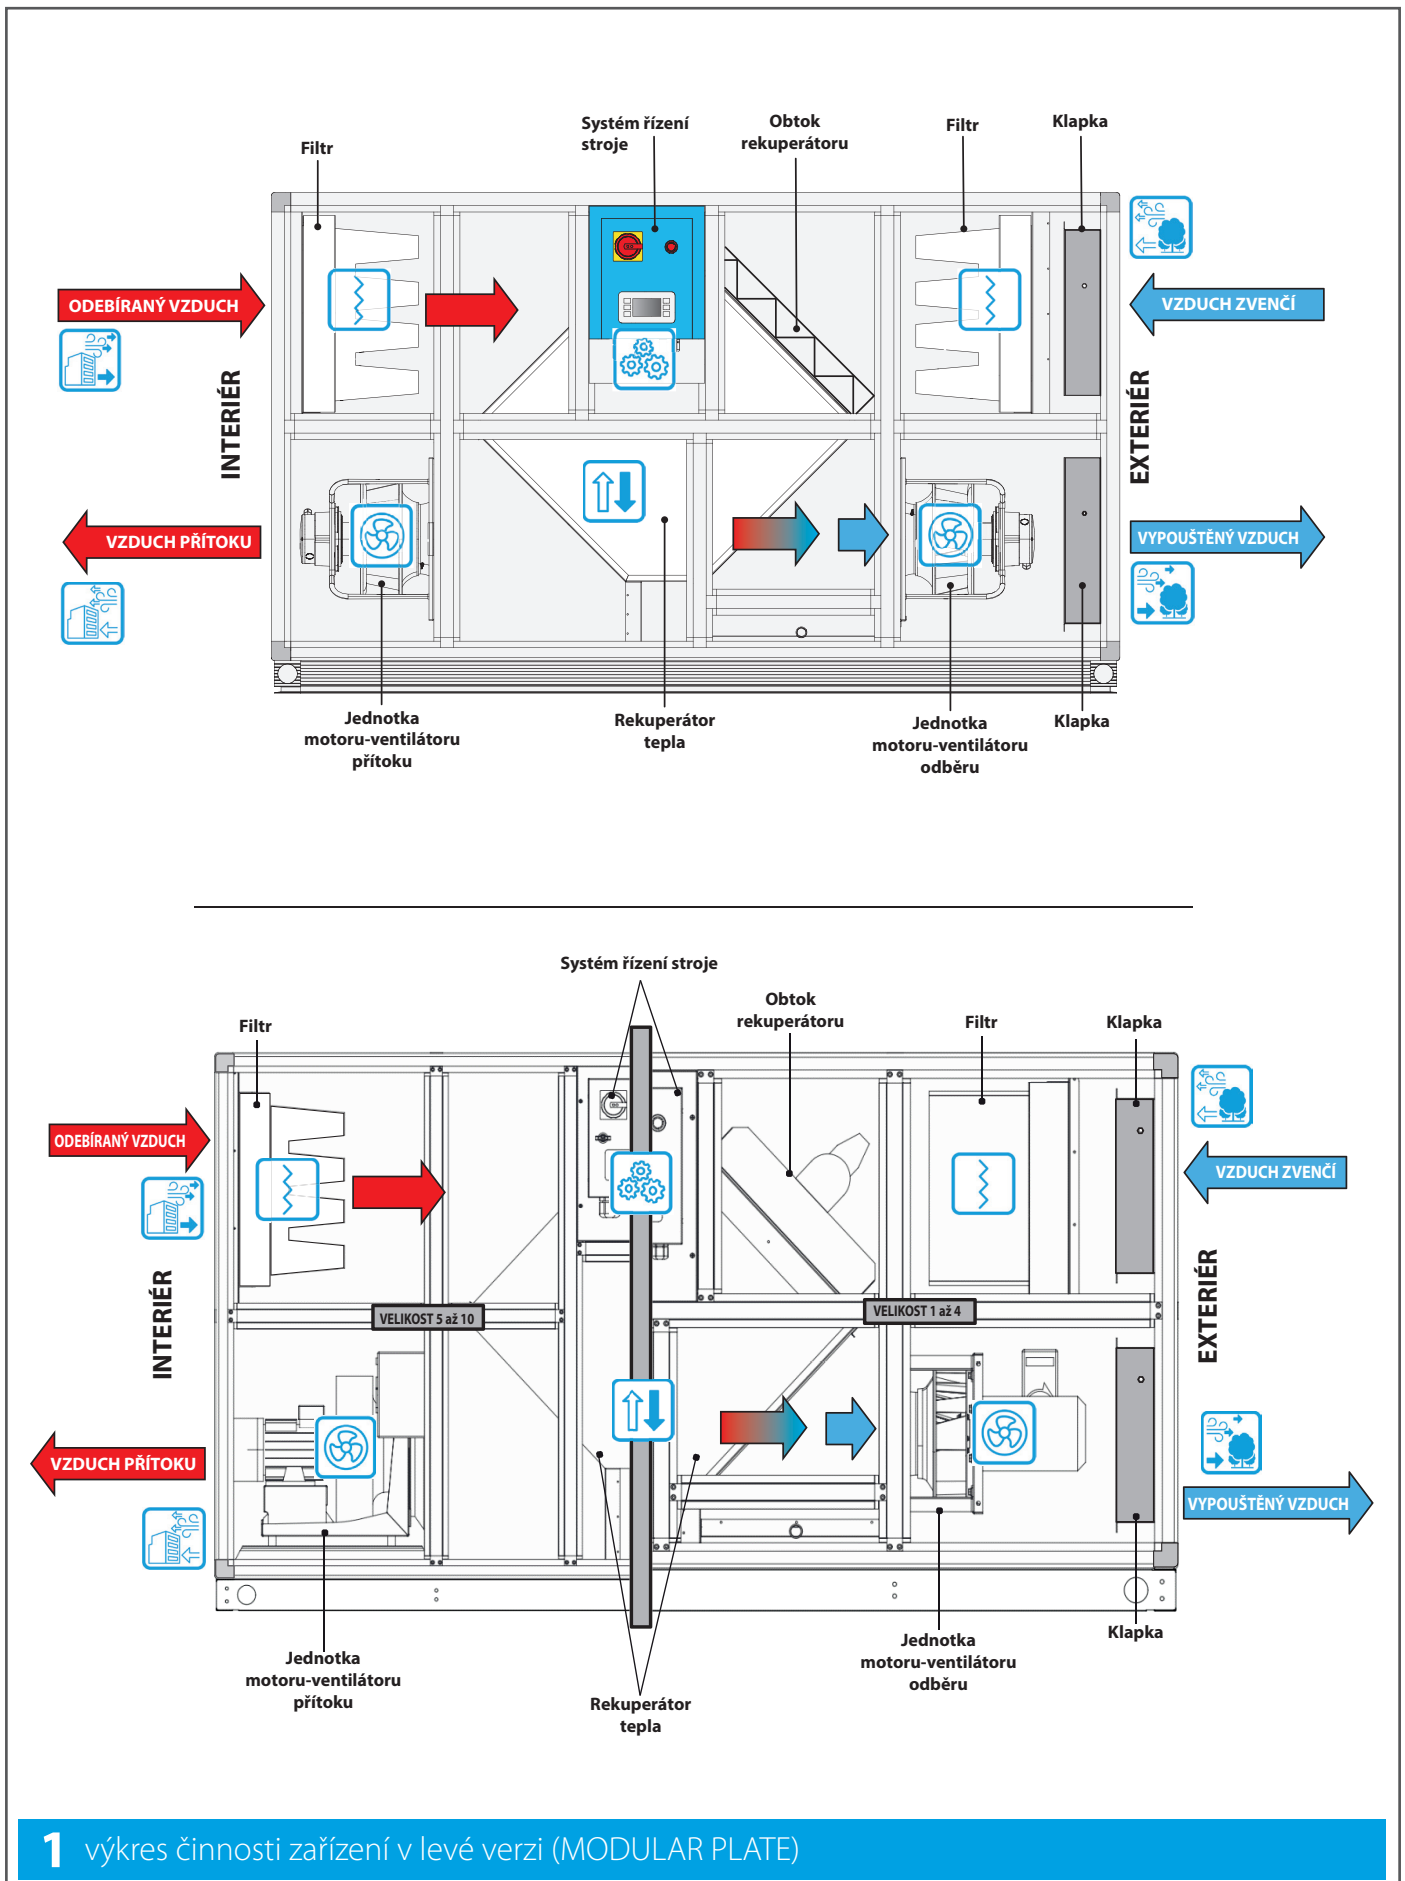 Filtr
Systém řízení
stroje
Obtok
rekuperátoru
Filtr
Klapka
ODEBÍRANÝ VZDUCH
VZDUCH ZVENČÍ
INTERIÉR
EXTERIÉR
VZDUCH PŘÍTOKU
VYPOUŠTĚNÝ VZDUCH
Jednotka
motoru-ventilátoru
přítoku
Rekuperátor
tepla
Jednotka
motoru-ventilátoru
odběru
Klapka
Systém řízení stroje
Filtr
Obtok
rekuperátoru
Filtr
Klapka
ODEBÍRANÝ VZDUCH
VZDUCH ZVENČÍ
INTERIÉR
EXTERIÉR
VELIKOST 5 až 10
VELIKOST 1 až 4
VZDUCH PŘÍTOKU
VYPOUŠTĚNÝ VZDUCH
Jednotka
motoru-ventilátoru
přítoku
Rekuperátor
tepla
Jednotka
motoru-ventilátoru
odběru
Klapka
1 výkres činnosti zařízení v levé verzi (MODULAR PLATE)